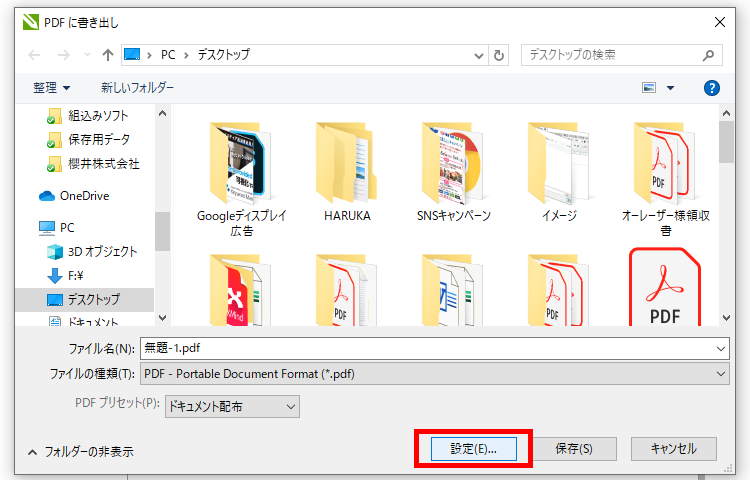 PDF に書き出し
PC
デスクトップ
デスクトップの検索
整理
新しいフォルダー
組込みソフト
保存用データ
櫻井株式会社
OneDrive
PC
3D オブジェクト
F:¥
デスクトップ
ドキュメント
Googleディスプレイ
広告
HARUKA
SNSキャンペーン
イメージ
オーレーザー様領収
書
PDF
PDF
XMind
PDF
PDF
PDF
ファイル名(N):
無題-1.pdf
ファイルの種類(T):
PDF - Portable Document Format (*.pdf)
PDF プリセット(P):
ドキュメント配布
フォルダーの非表示
設定(E)...
保存(S)
キャンセル